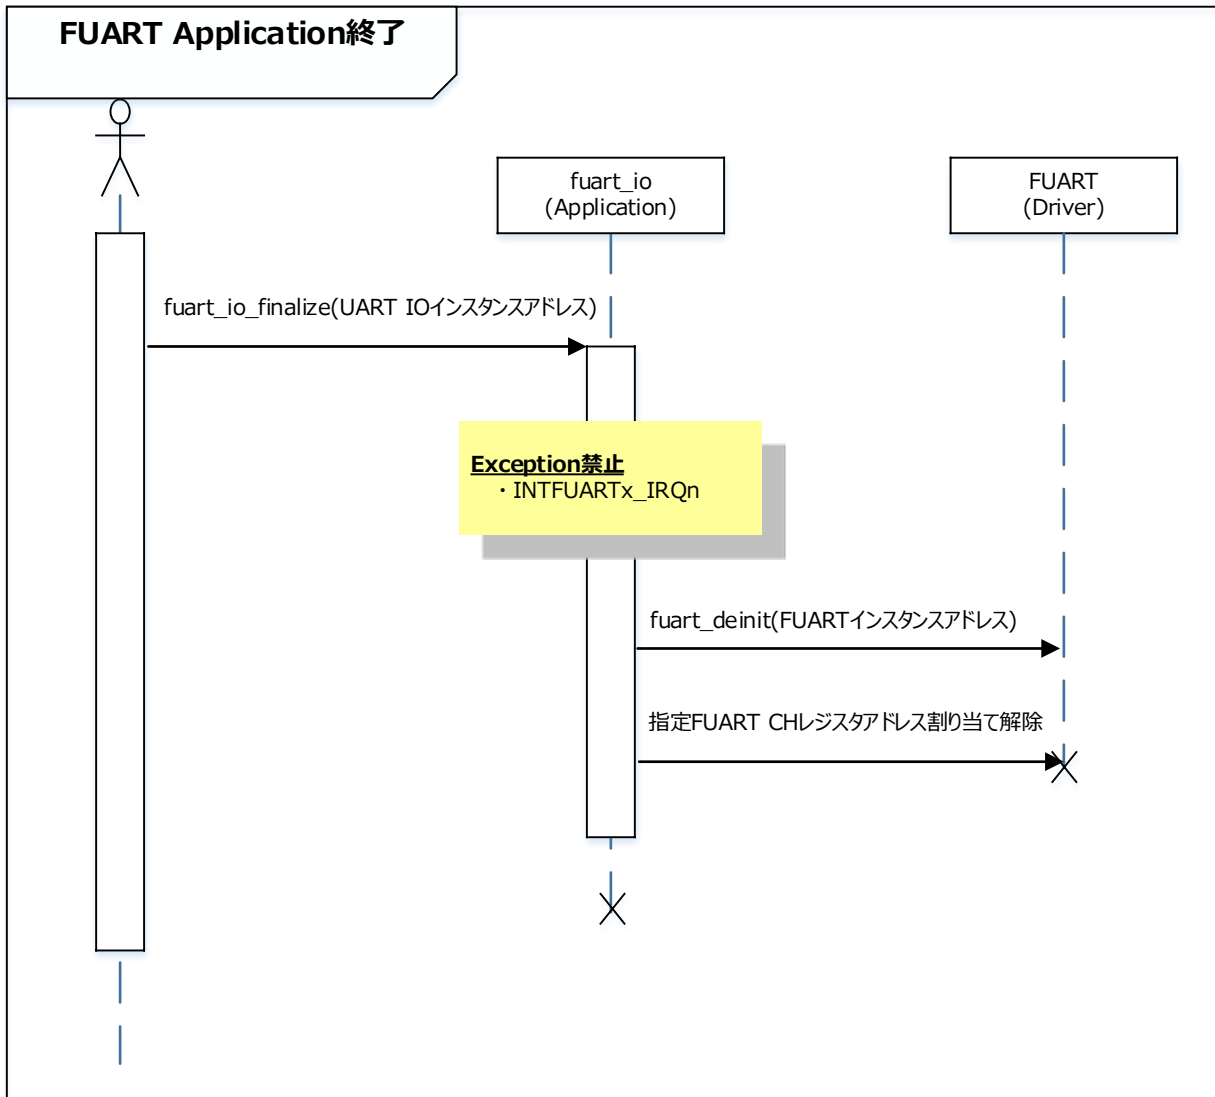 FUART Application終了
fuart_io
(Application)
FUART
(Driver)
fuart_io_finalize(UART IOインスタンスアドレス)
Exception禁止
・INTFUARTx_IRQn
fuart_deinit(FUARTインスタンスアドレス)
指定FUART CHレジスタアドレス割り当て解除